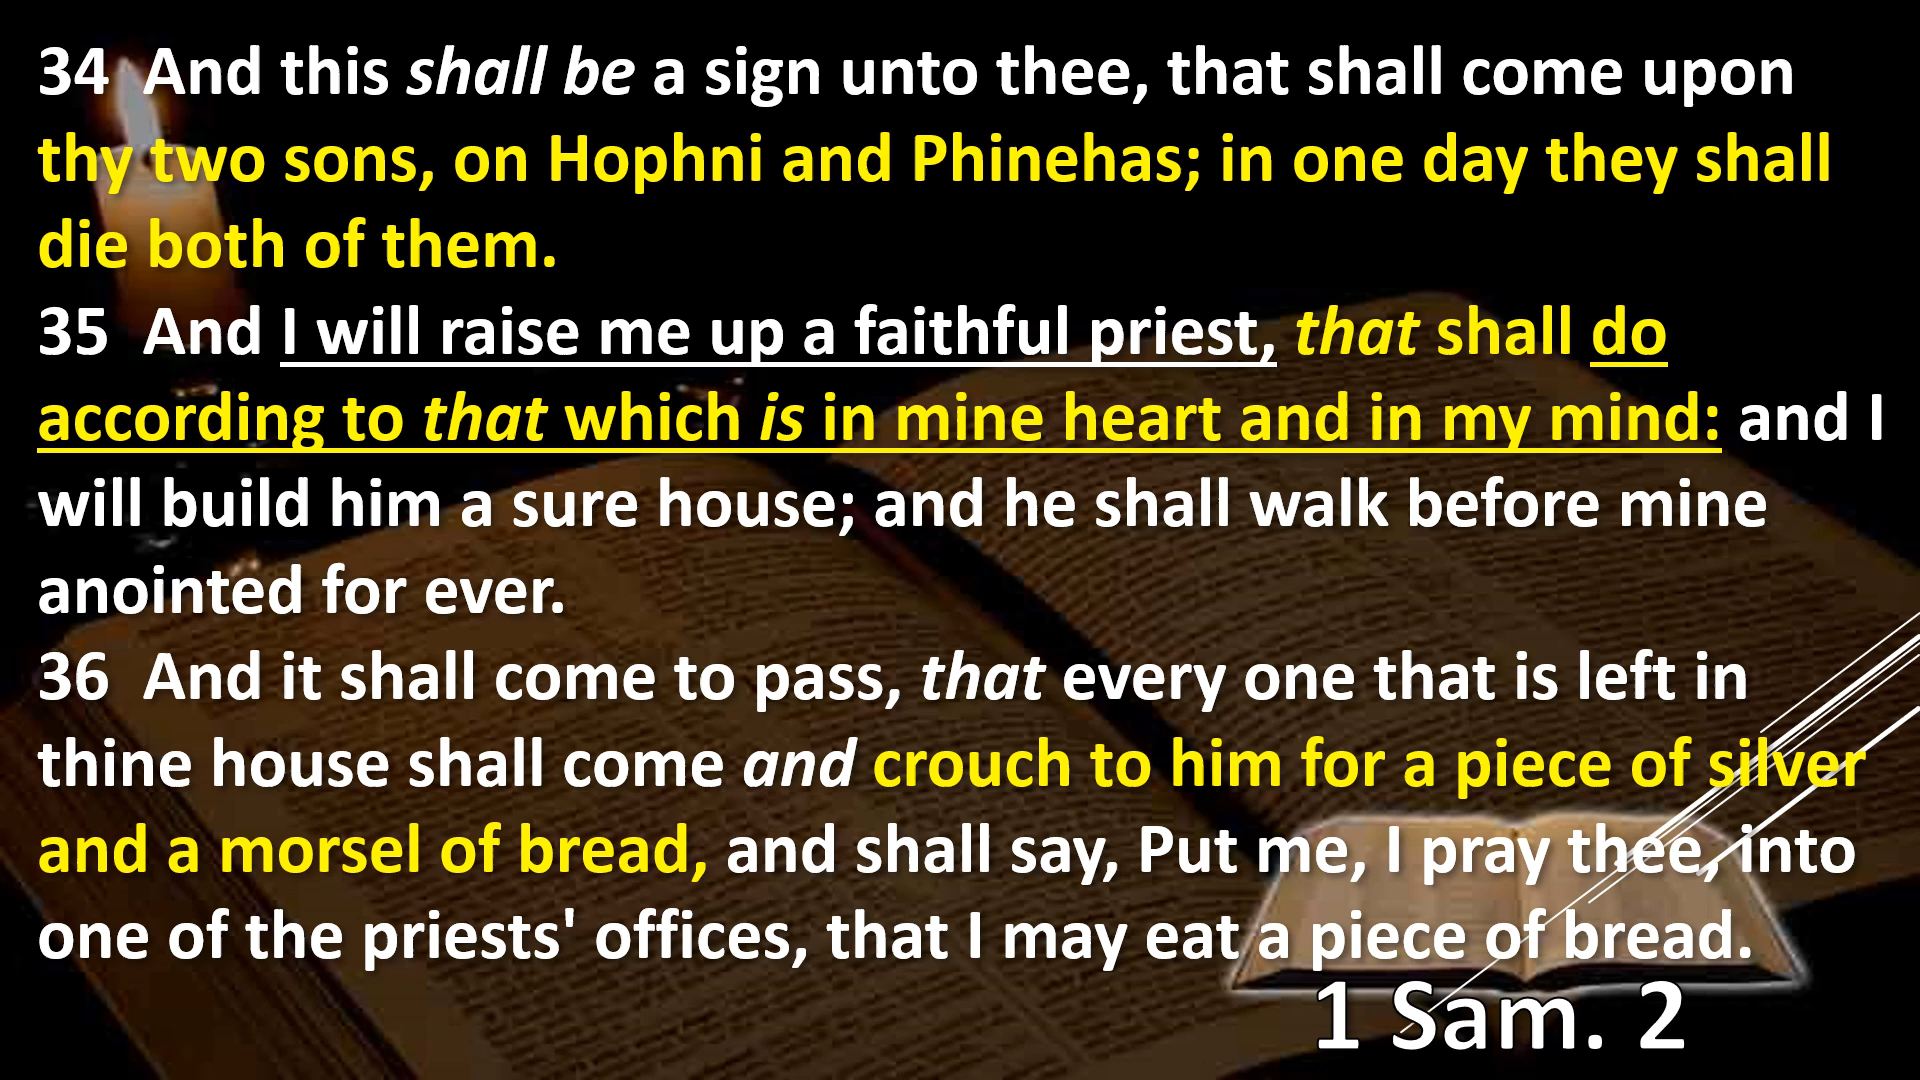 34 And this shall be a sign unto thee, that shall come upon
thy two sons, on Hophni and Phinehas; in one day they shall
die both of them.
35 And I will raise me up a faithful priest, that shall do
according to that which is in mine heart and in my mind: and I
will build him a sure house; and he shall walk before mine
anointed for ever.
36 And it shall come to pass, that every one that is left in
thine house shall come and crouch to him for a piece of silver
and a morsel of bread, and shall say, Put me, I pray thee, into
one of the priests' offices, that I may eat a piece of bread.
1 Sam. 2